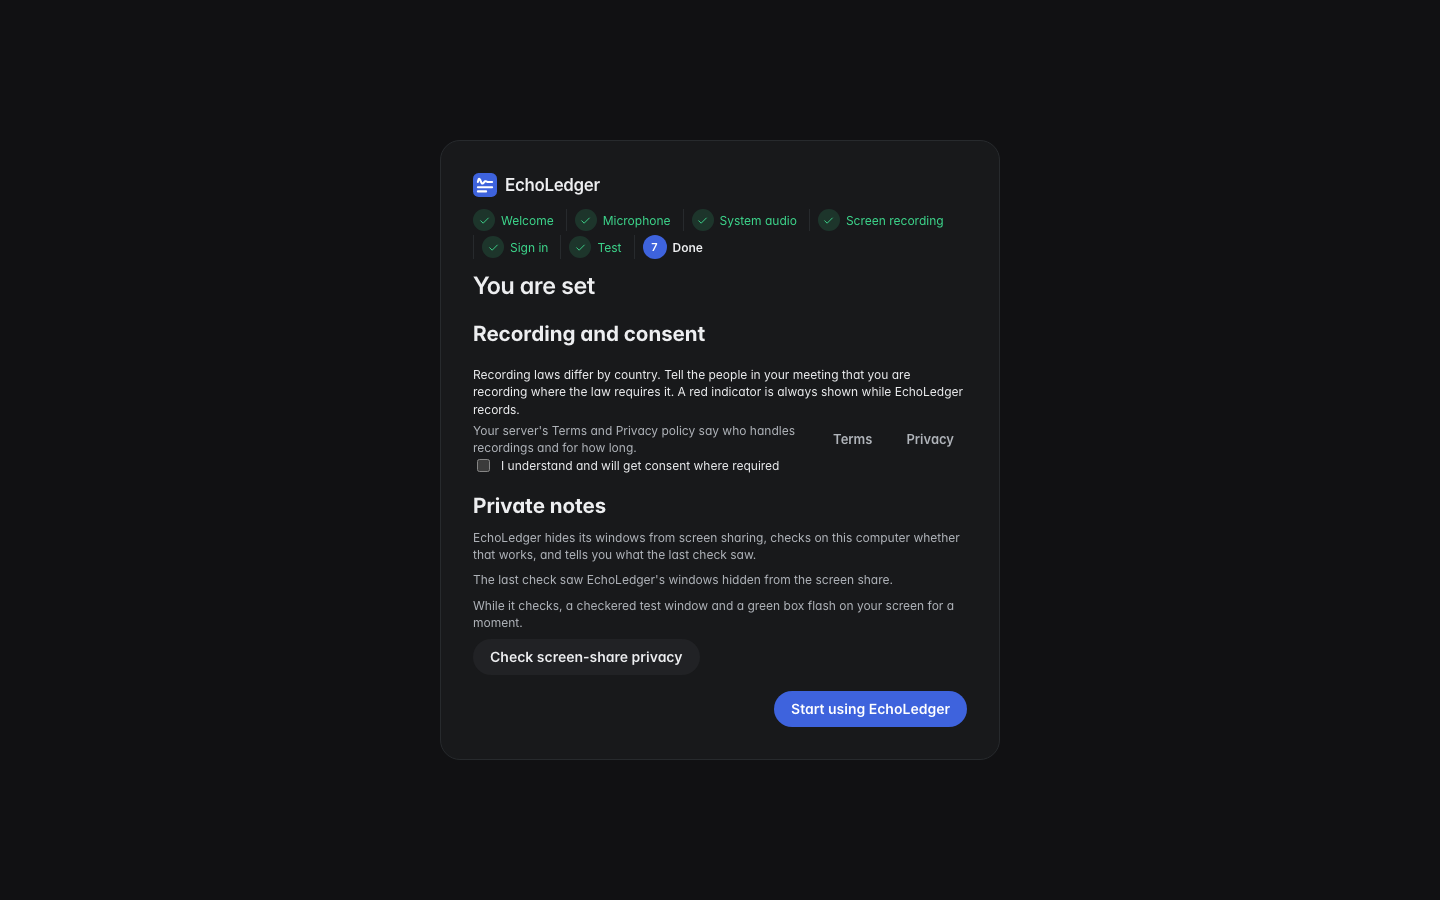 EchoLedger
Welcome Microphone System audio Screen recording
Sign in Test 7 Done
You are set
Recording and consent
Recording laws differ by country. Tell the people in your meeting that you are
recording where the law requires it. A red indicator is always shown while EchoLedger
records.
Your server's Terms and Privacy policy say who handles
recordings and for how long.
Terms Privacy
I understand and will get consent where required
Private notes
EchoLedger hides its windows from screen sharing, checks on this computer whether
that works, and tells you what the last check saw.
The last check saw EchoLedger's windows hidden from the screen share.
While it checks, a checkered test window and a green box flash on your screen for a
moment.
Check screen-share privacy
Start using EchoLedger